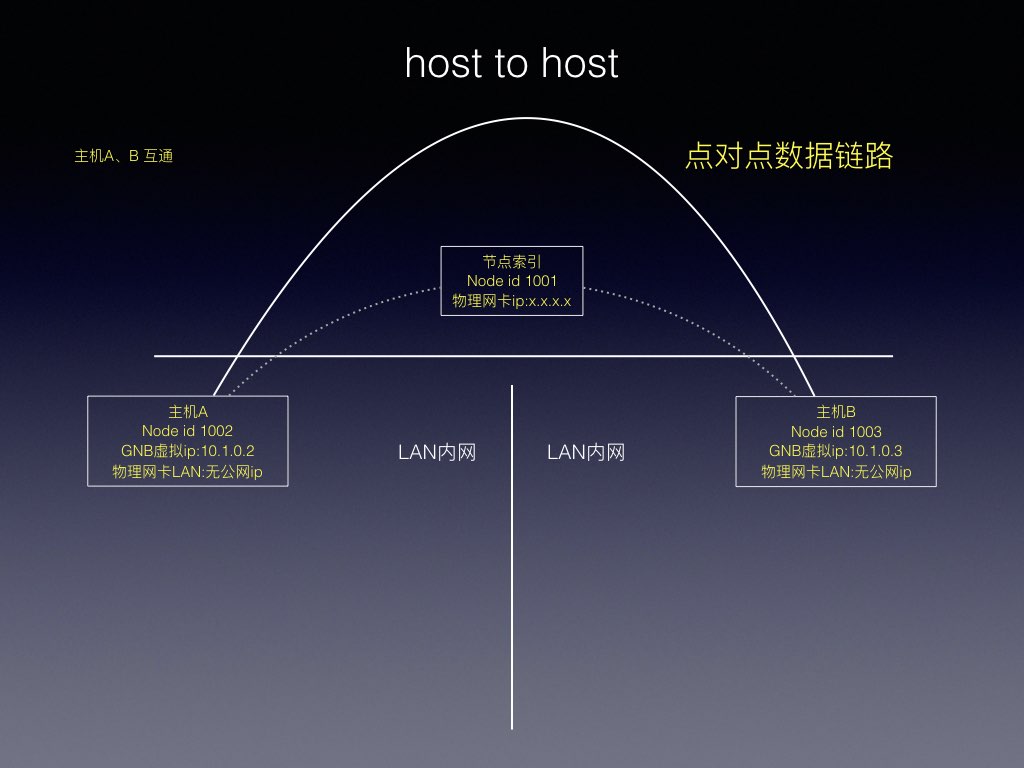 host to host
主机A、B 互通
点对点数据链路
节点索引
Node id 1001
物理网卡ip:x.x.x.x
主机A
Node id 1002
GNB虚拟ip:10.1.0.2
物理网卡LAN:无公网ip
LAN内网
LAN内网
主机B
Node id 1003
GNB虚拟ip:10.1.0.3
物理网卡LAN:无公网ip